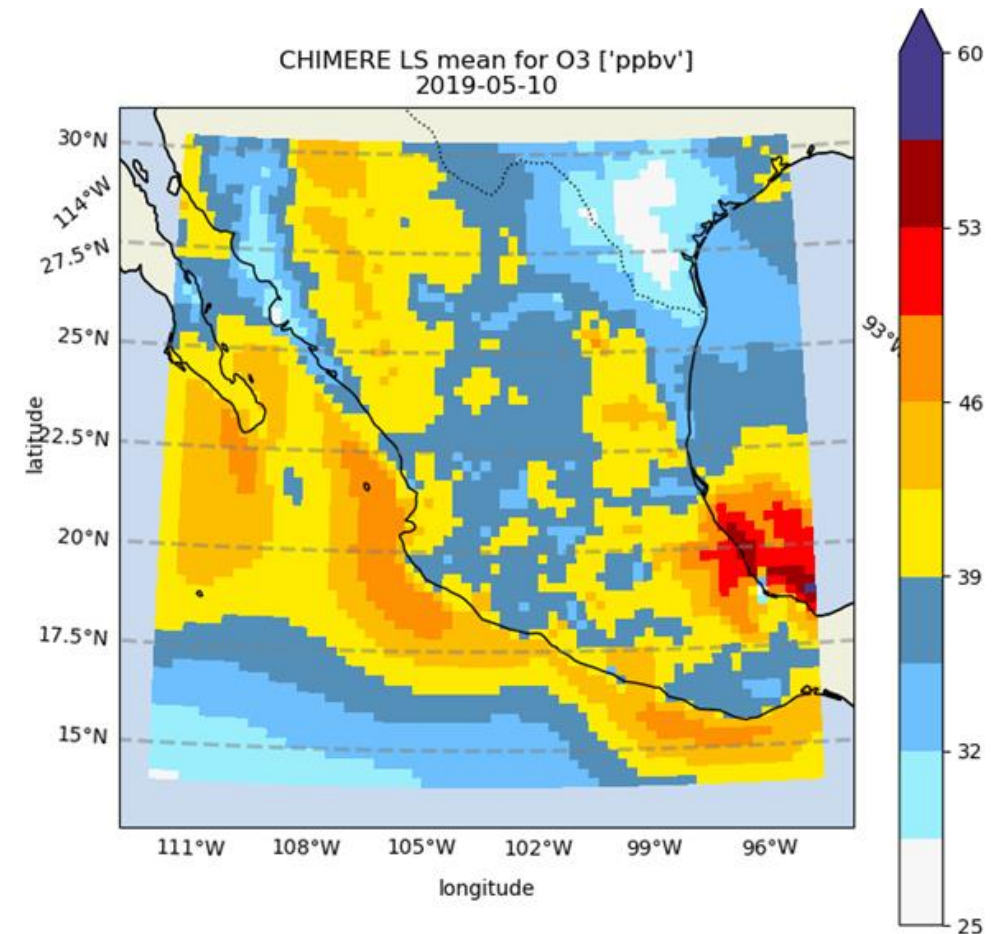 CHIMERE LS mean for O3 ['ppbv']
2019-05-10
30°N
114°W
27.5°N
25°N
22.5°N
20°N
17.5°N
15°N
latitude
93°W
111°W 108°W 105°W 102°W 99°W 96°W
longitude
60
53
46
39
32
25